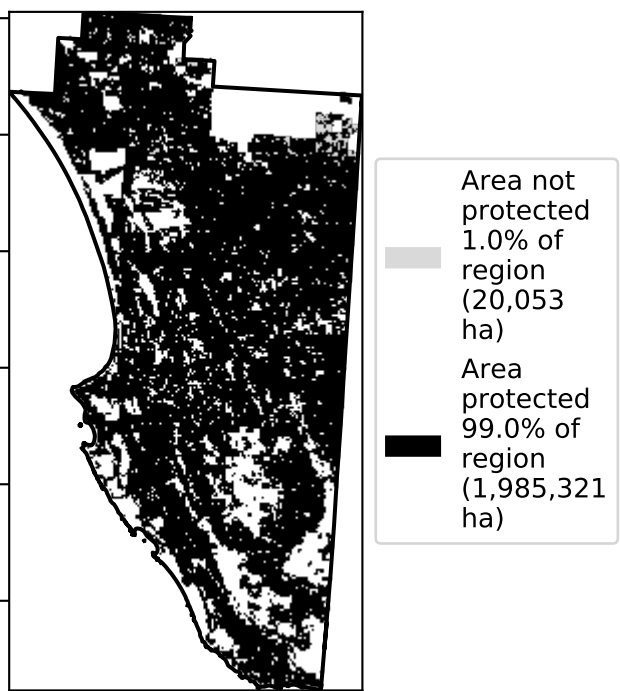 Area not
protected
1.0% of
region
(20,053
ha)
Area
protected
99.0% of
region
(1,985,321
ha)